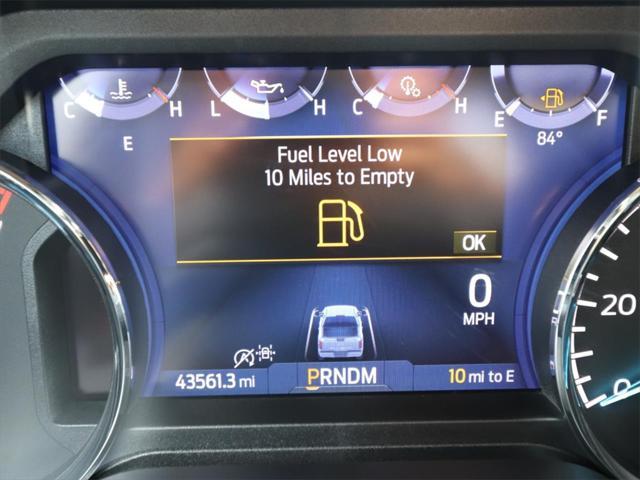 C H L H C H E F
E 84°
Fuel Level Low
10 Miles to Empty
OK
0
MPH
20
0
43561.3 mi PRNDM 10 mi to E